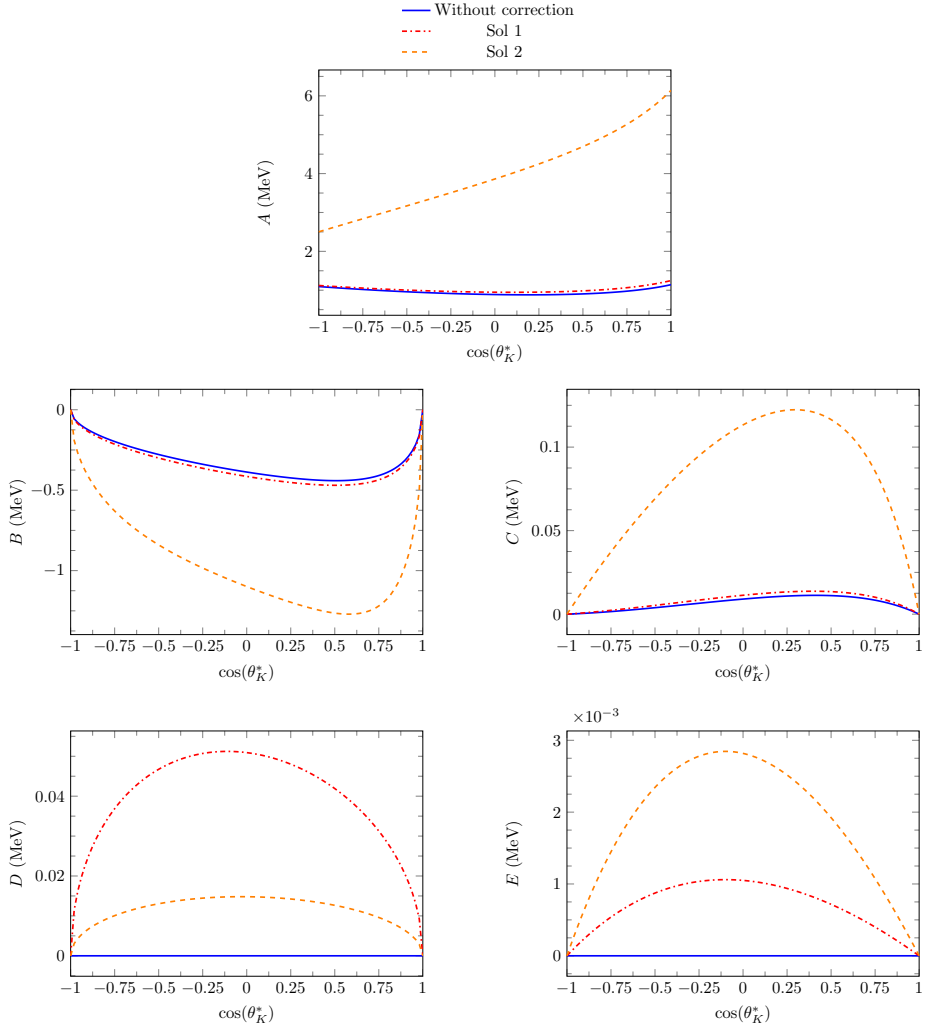 Without correction
Sol 1
Sol 2
6
4
2
A (MeV)
−1 −0.75 −0.5 −0.25 0 0.25 0.5 0.75 1
cos(θ*_K)
0
−0.5
−1
B (MeV)
−1 −0.75 −0.5 −0.25 0 0.25 0.5 0.75 1
cos(θ*_K)
0.1
0.05
0
C (MeV)
−1 −0.75 −0.5 −0.25 0 0.25 0.5 0.75 1
cos(θ*_K)
0.04
0.02
0
D (MeV)
−1 −0.75 −0.5 −0.25 0 0.25 0.5 0.75 1
cos(θ*_K)
×10⁻³
3
2
1
0
E (MeV)
−1 −0.75 −0.5 −0.25 0 0.25 0.5 0.75 1
cos(θ*_K)